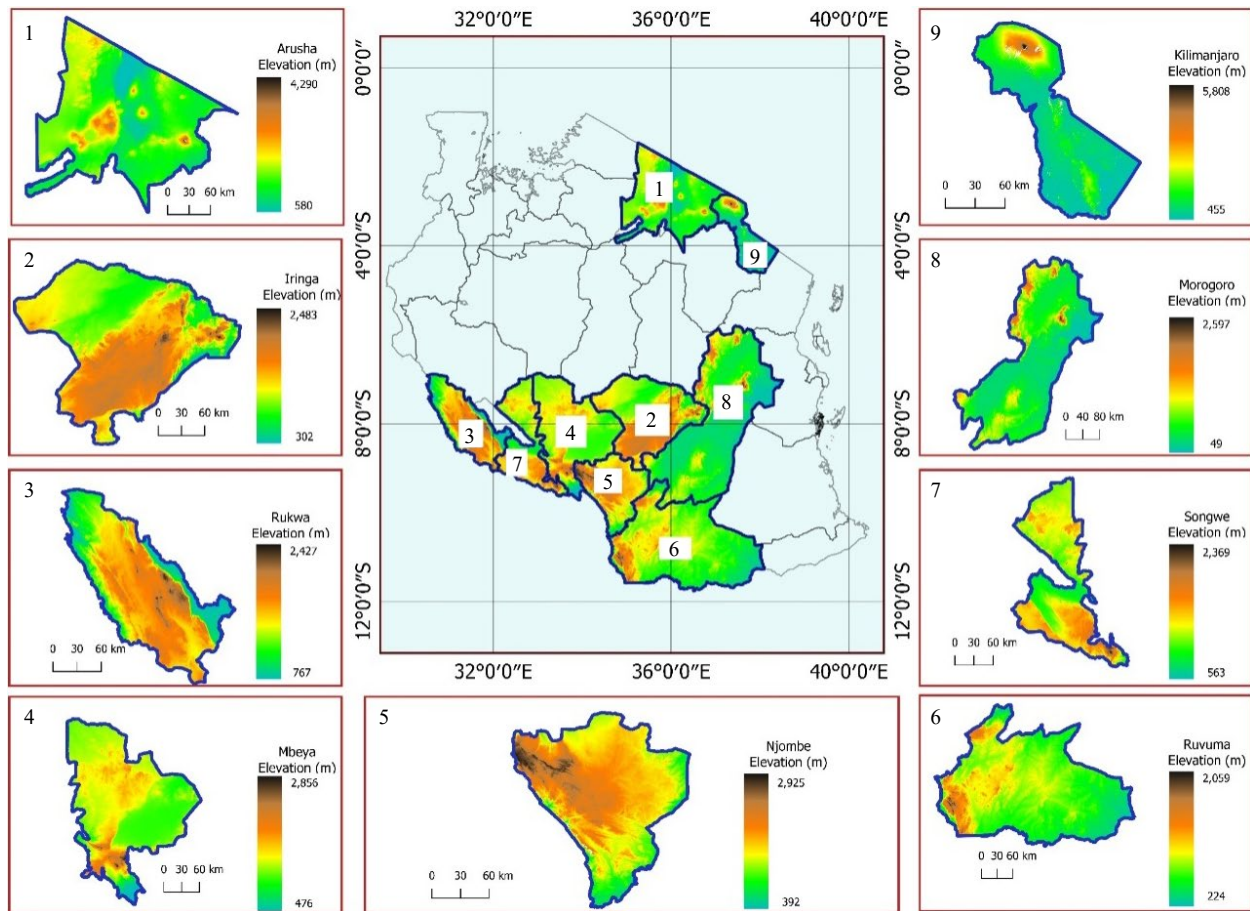 32°0'0"E 36°0'0"E 40°0'0"E
1
Arusha
Elevation (m)
4,290
580
0 30 60 km
2
Iringa
Elevation (m)
2,483
302
0 30 60 km
3
Rukwa
Elevation (m)
2,427
767
0 30 60 km
4
Mbeya
Elevation (m)
2,856
476
0 30 60 km
0°0'0"S
4°0'0"S
8°0'0"S
12°0'0"S
1
9
8
2
3
4
7
5
6
0°0'0"S
4°0'0"S
8°0'0"S
12°0'0"S
32°0'0"E 36°0'0"E 40°0'0"E
5
Njombe
Elevation (m)
2,925
392
0 30 60 km
9
Kilimanjaro
Elevation (m)
5,808
455
0 30 60 km
8
Morogoro
Elevation (m)
2,597
49
0 40 80 km
7
Songwe
Elevation (m)
2,369
563
0 30 60 km
6
Ruvuma
Elevation (m)
2,059
224
0 30 60 km